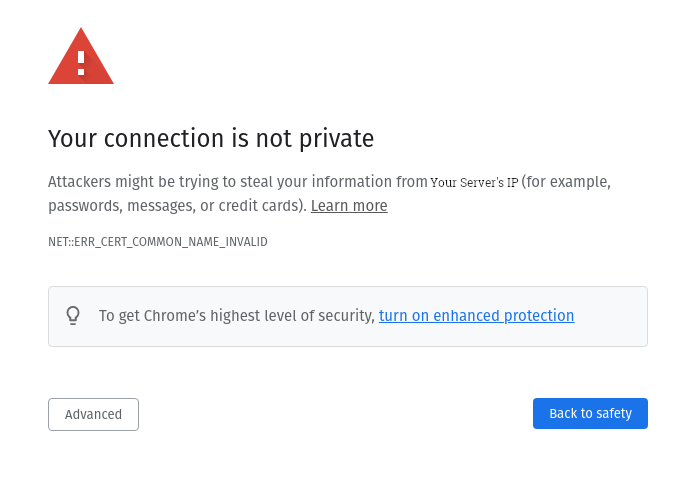 Your connection is not private
Attackers might be trying to steal your information from Your Server's IP (for example,
passwords, messages, or credit cards). Learn more
NET::ERR_CERT_COMMON_NAME_INVALID
To get Chrome’s highest level of security, turn on enhanced protection
Advanced
Back to safety